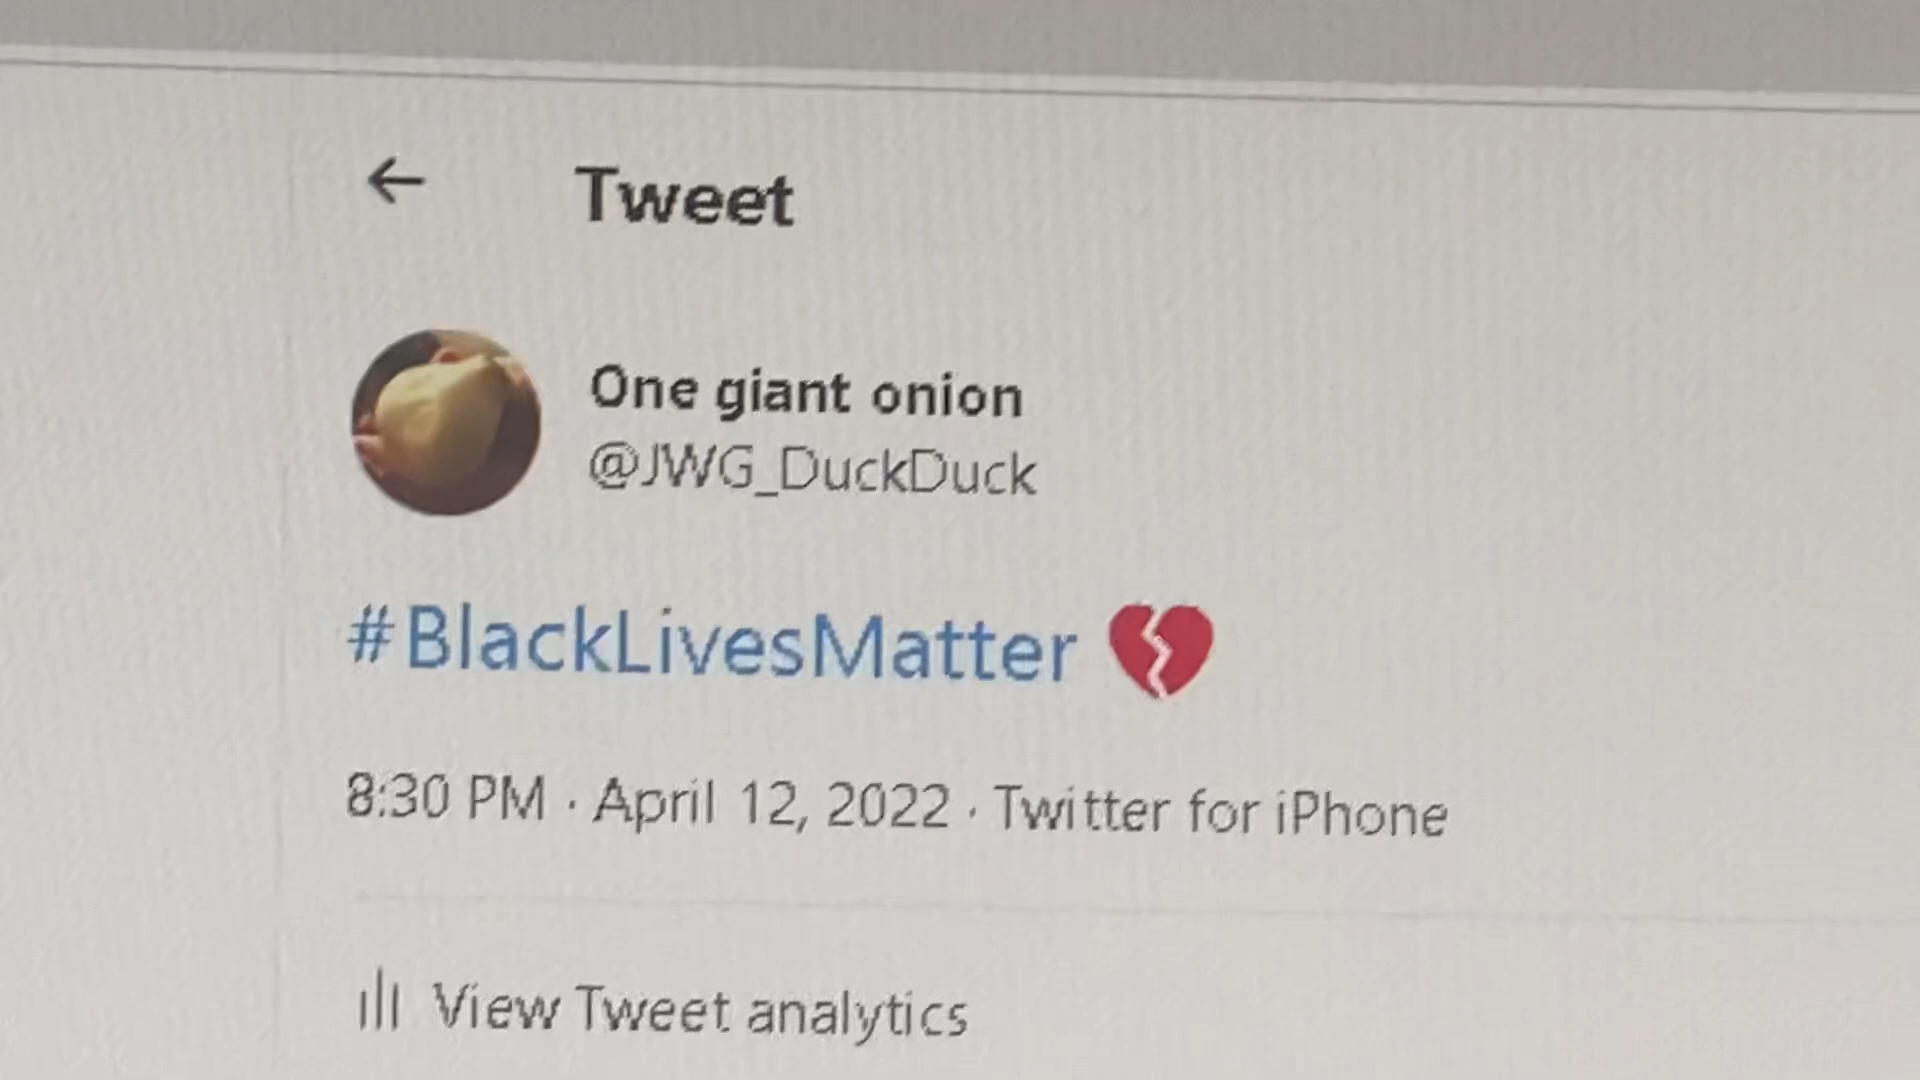 Tweet
One giant onion
@JWG_DuckDuck
#BlackLivesMatter 💔
8:30 PM · April 12, 2022 · Twitter for iPhone
View Tweet analytics